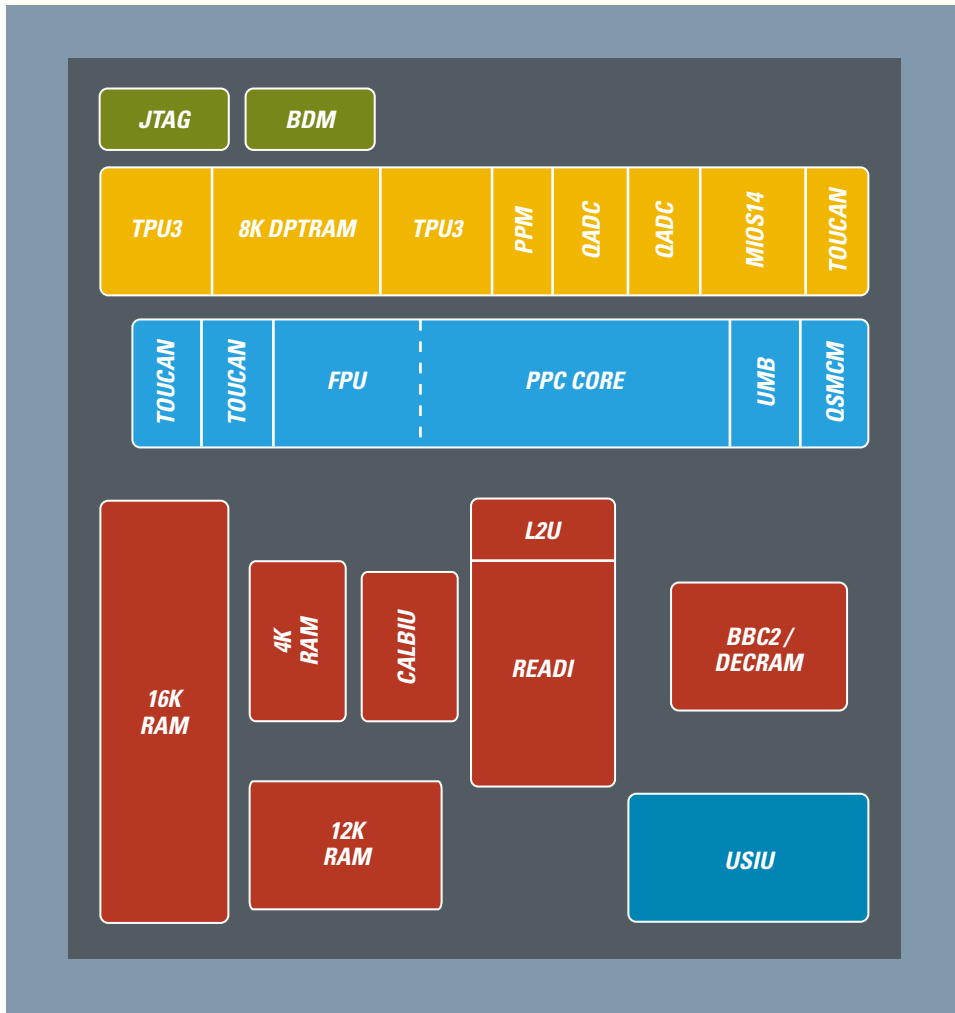 JTAG
BDM
TPU3
8K DPTRAM
TPU3
PPM
QADC
QADC
MIOS14
TOUCAN
TOUCAN
TOUCAN
FPU
PPC CORE
UMB
QSMCM
16K
RAM
4K
RAM
CALBIU
L2U
READI
BBC2 /
DECRAM
12K
RAM
USIU